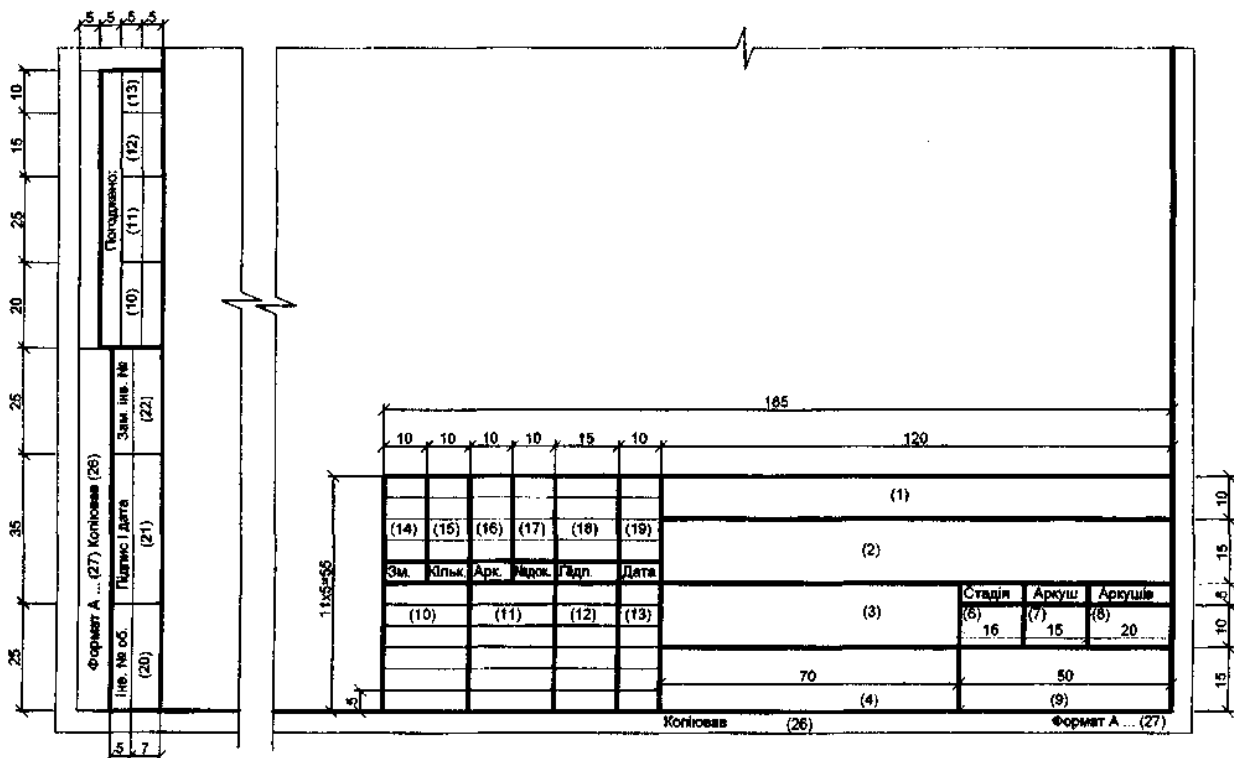 5 5 5 5
10 15 25 20 25 35 25
Погоджено:
(13)
(12)
(11)
(10)
Зам. інв. №
(22)
Підпис і дата
(21)
Інв. № об.
(20)
Формат А ... (27) Копіював (26)
5 7
185
10 10 10 10 15 10 120
11x5=55
5
(1)
(14) (15) (16) (17) (18) (19)
(2)
Зм. Кільк. Арк. №док. Підп. Дата
(10) (11) (12) (13)
(3)
Стадія Аркуш Аркушів
(6) (7) (8)
16 15 20
70 50
(4) (9)
10 15 5 10 15
Копіював (26) Формат А ... (27)